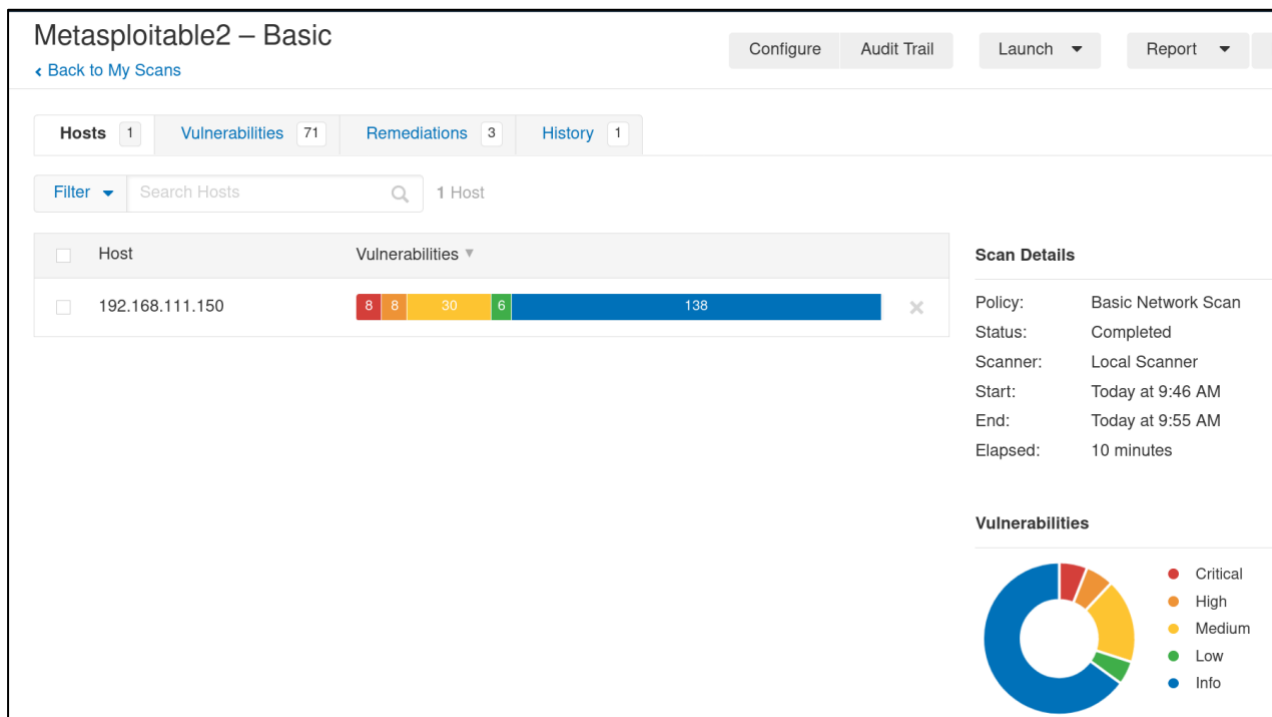 Metasploitable2 – Basic
‹ Back to My Scans
Configure Audit Trail Launch Report
Hosts 1 Vulnerabilities 71 Remediations 3 History 1
Filter Search Hosts 1 Host
Host Vulnerabilities
192.168.111.150 8 8 30 6 138
Scan Details
Policy: Basic Network Scan
Status: Completed
Scanner: Local Scanner
Start: Today at 9:46 AM
End: Today at 9:55 AM
Elapsed: 10 minutes
Vulnerabilities
Critical
High
Medium
Low
Info